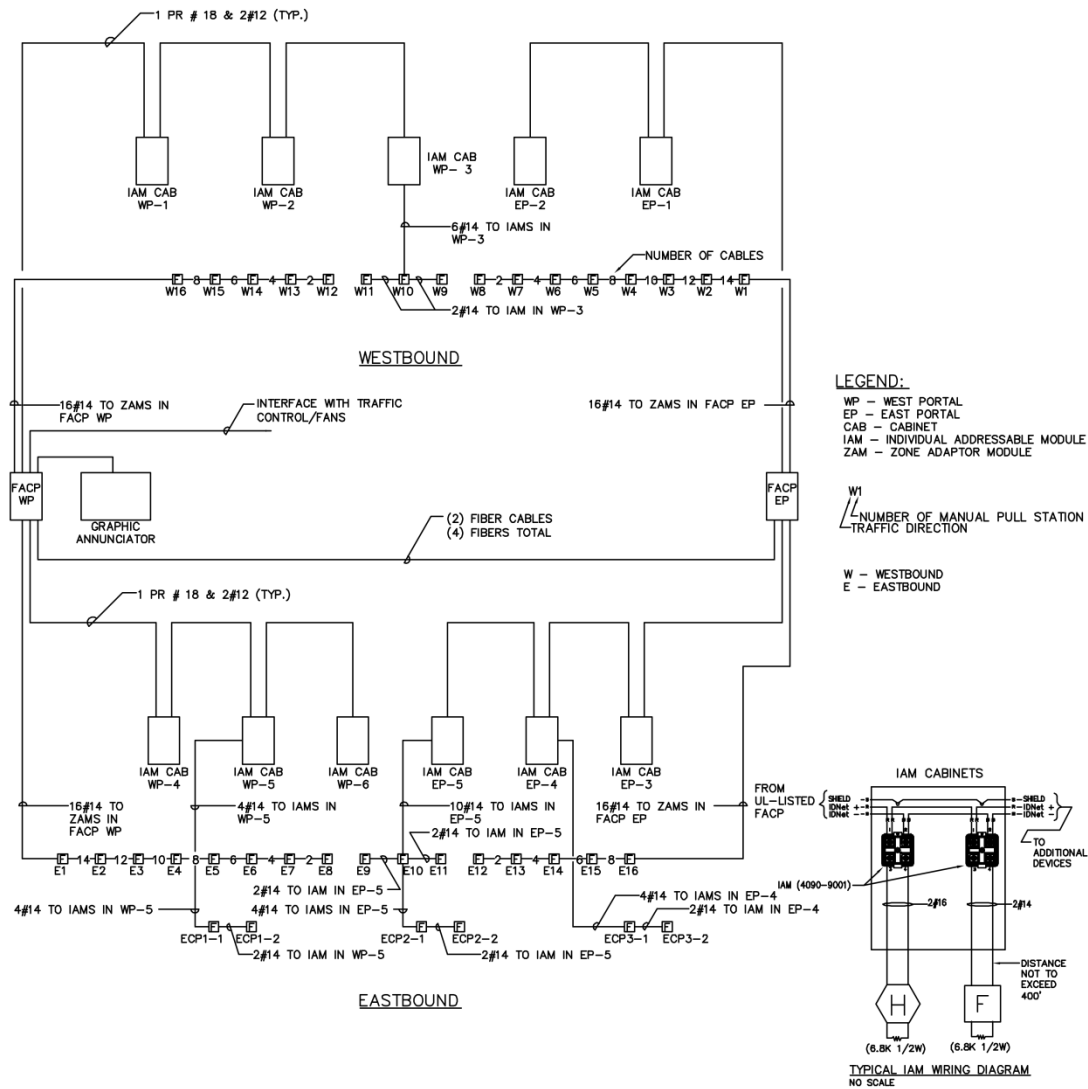 1 PR # 18 & 2#12 (TYP.)
IAM CAB
WP-1
IAM CAB
WP-2
IAM CAB
WP- 3
IAM CAB
EP-2
IAM CAB
EP-1
6#14 TO IAMS IN
WP-3
NUMBER OF CABLES
F 8 F 6 F 4 F 2 F F F F F 2 F 4 F 6 F 8 F 10 F 12 F 14 F
W16 W15 W14 W13 W12 W11 W10 W9 W8 W7 W6 W5 W4 W3 W2 W1
2#14 TO IAM IN WP-3
WESTBOUND
16#14 TO ZAMS IN
FACP WP
INTERFACE WITH TRAFFIC
CONTROL/FANS
16#14 TO ZAMS IN FACP EP
FACP
WP
GRAPHIC
ANNUNCIATOR
FACP
EP
(2) FIBER CABLES
(4) FIBERS TOTAL
LEGEND:
WP – WEST PORTAL
EP – EAST PORTAL
CAB – CABINET
IAM – INDIVIDUAL ADDRESSABLE MODULE
ZAM – ZONE ADAPTOR MODULE
W1
NUMBER OF MANUAL PULL STATION
TRAFFIC DIRECTION
W – WESTBOUND
E – EASTBOUND
1 PR # 18 & 2#12 (TYP.)
IAM CAB
WP-4
IAM CAB
WP-5
IAM CAB
WP-6
IAM CAB
EP-5
IAM CAB
EP-4
IAM CAB
EP-3
16#14 TO
ZAMS IN
FACP WP
4#14 TO IAMS IN
WP-5
10#14 TO IAMS IN
EP-5
16#14 TO ZAMS IN
FACP EP
2#14 TO IAM IN EP-5
F 14 F 12 F 10 F 8 F 6 F 4 F 2 F F F F F 2 F 4 F 6 F 8 F
E1 E2 E3 E4 E5 E6 E7 E8 E9 E10 E11 E12 E13 E14 E15 E16
2#14 TO IAM IN EP-5
4#14 TO IAMS IN WP-5
4#14 TO IAMS IN EP-5
4#14 TO IAMS IN EP-4
2#14 TO IAM IN EP-4
F F F F F F
ECP1-1 ECP1-2 ECP2-1 ECP2-2 ECP3-1 ECP3-2
2#14 TO IAM IN WP-5
2#14 TO IAM IN EP-5
EASTBOUND
IAM CABINETS
FROM
UL-LISTED
FACP
SHIELD
IDNet +
IDNet -
SHIELD
IDNet +
IDNet -
TO
ADDITIONAL
DEVICES
IAM (4090-9001)
2#16
2#14
DISTANCE
NOT TO
EXCEED
400'
H
F
(6.8K 1/2W)
(6.8K 1/2W)
TYPICAL IAM WIRING DIAGRAM
NO SCALE